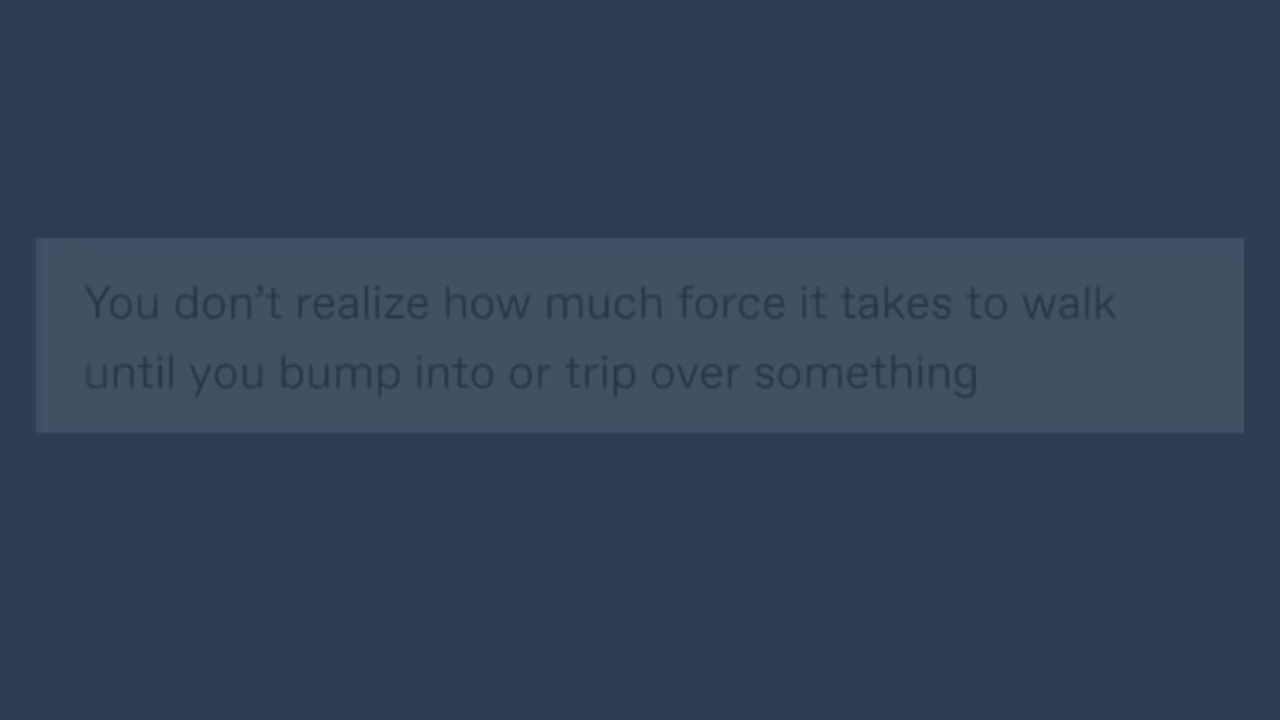 You don’t realize how much force it takes to walk
until you bump into or trip over something